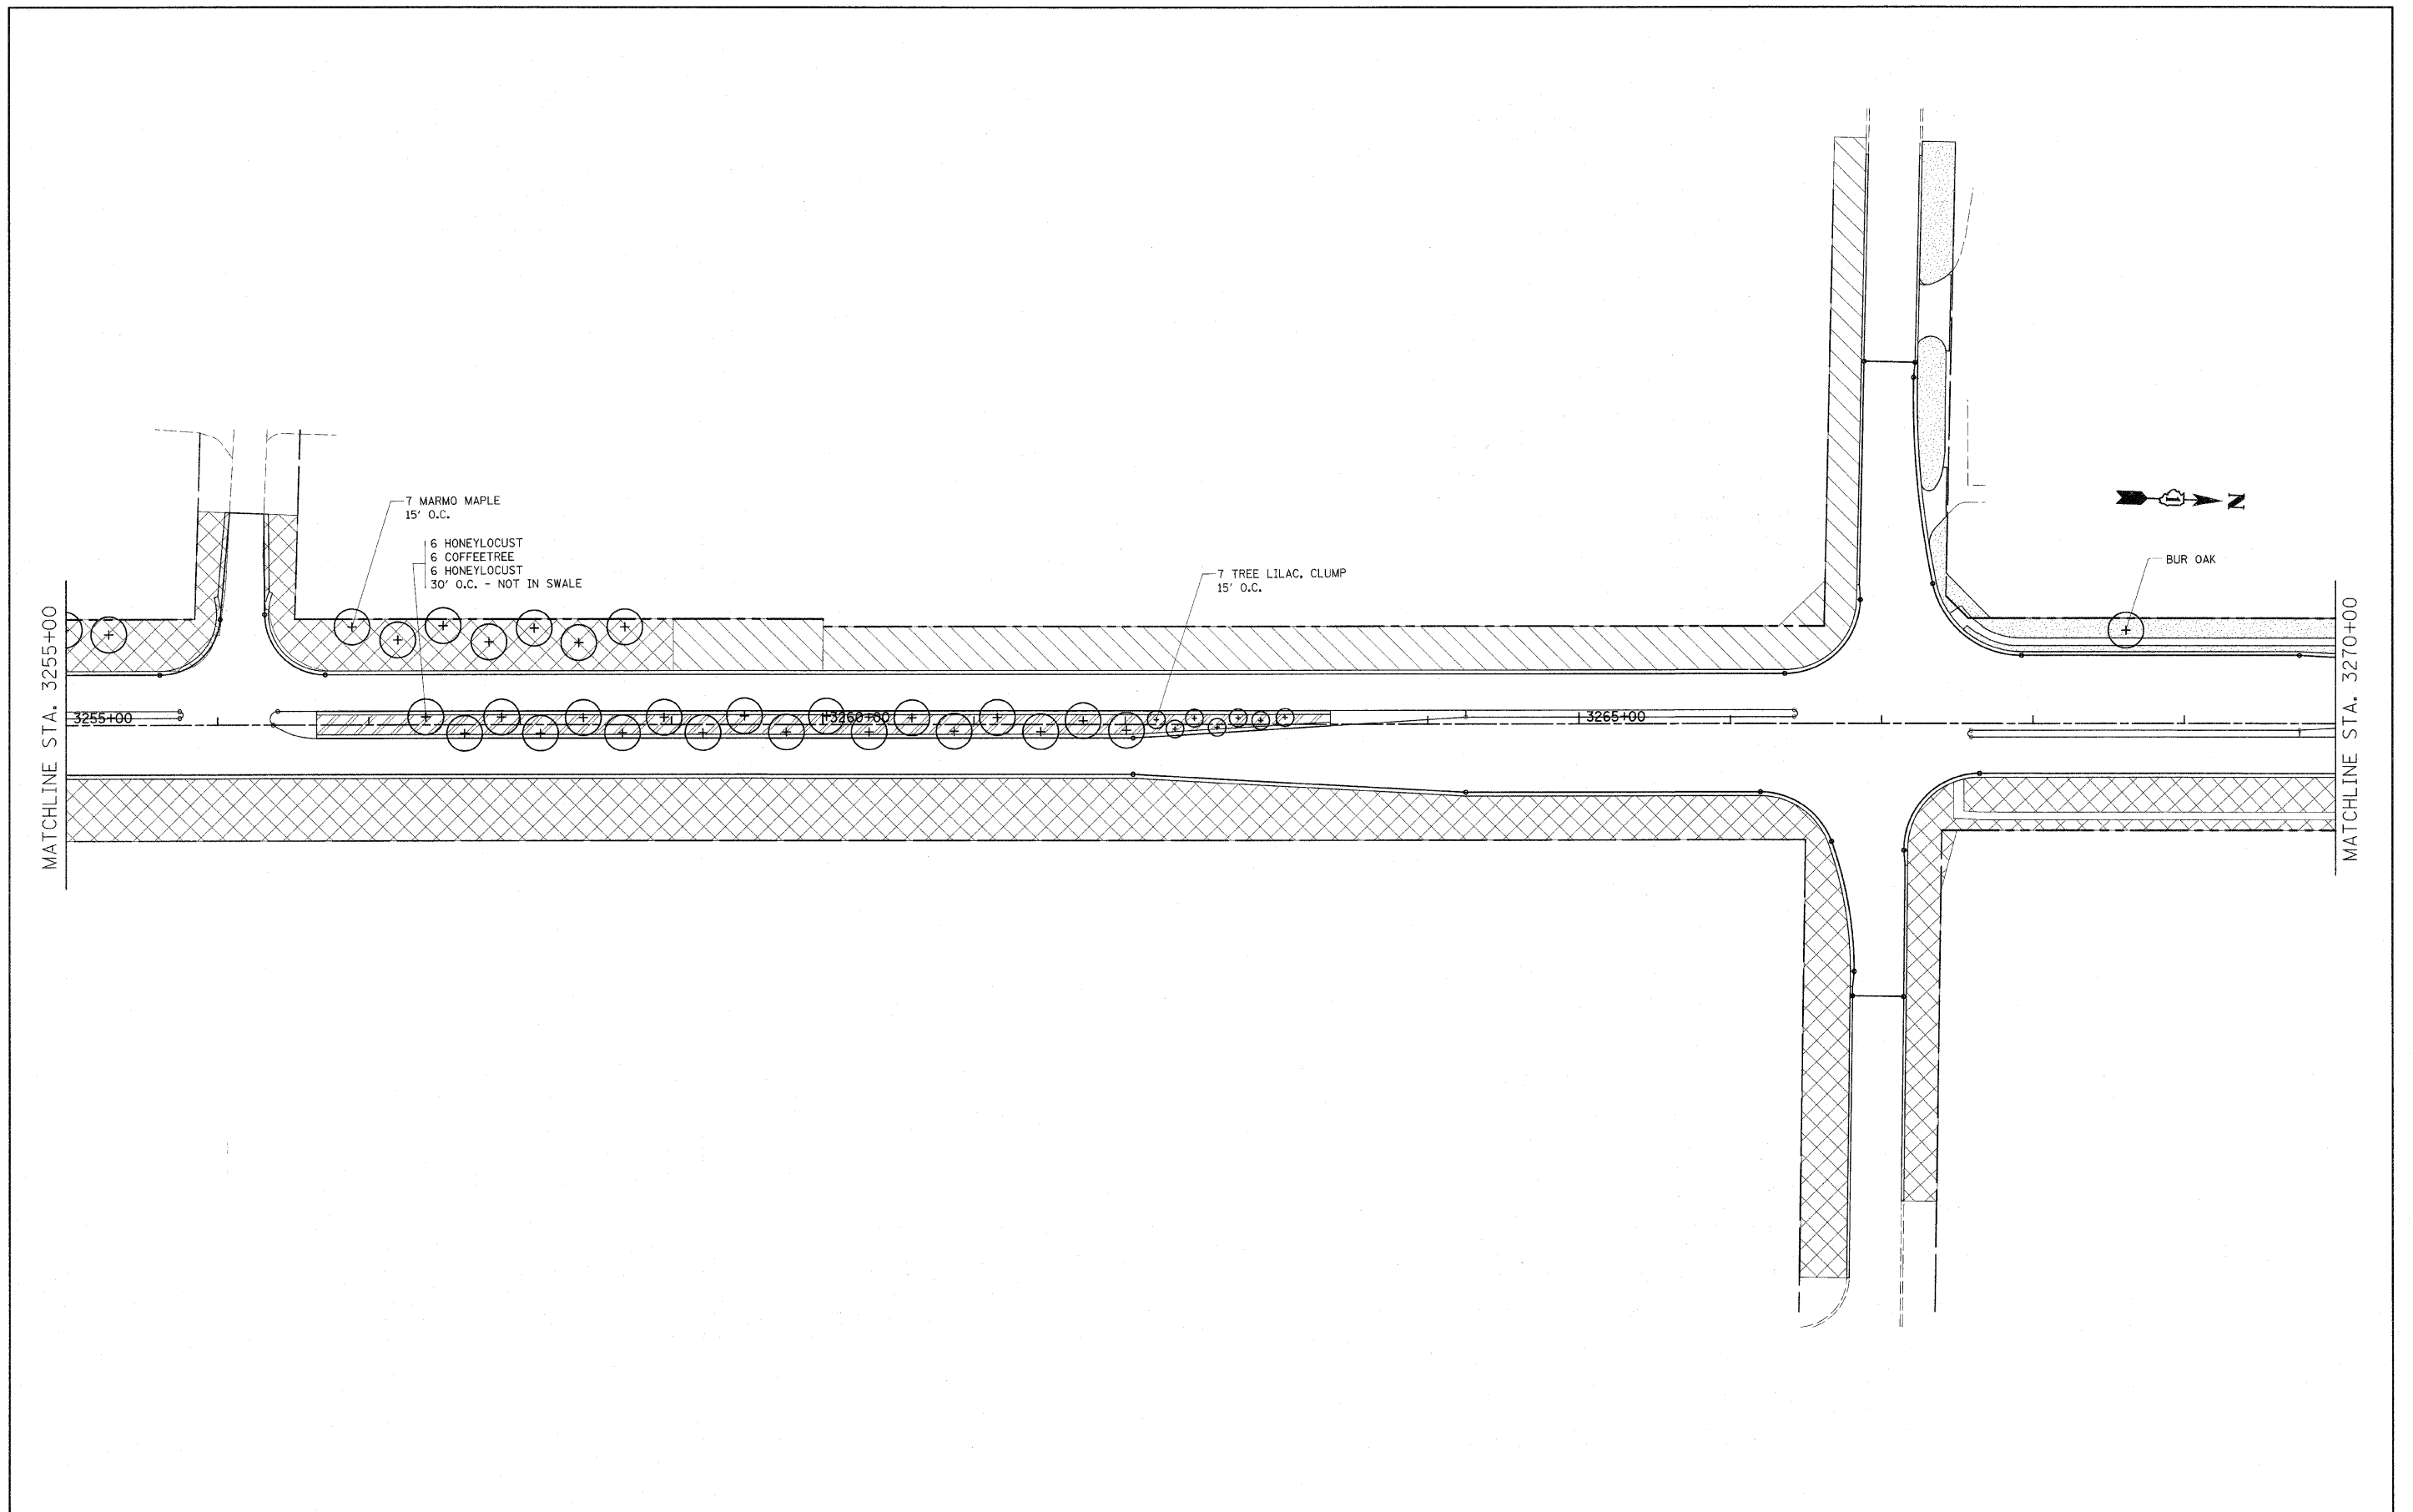 7 MARMO MAPLE
15' O.C.
6 HONEYLOCUST
6 COFFEETREE
6 HONEYLOCUST
30' O.C. - NOT IN SWALE
7 TREE LILAC, CLUMP
15' O.C.
N
BUR OAK
MATCHLINE STA. 3255+00
3255+00
3260+00
3265+00
MATCHLINE STA. 3270+00